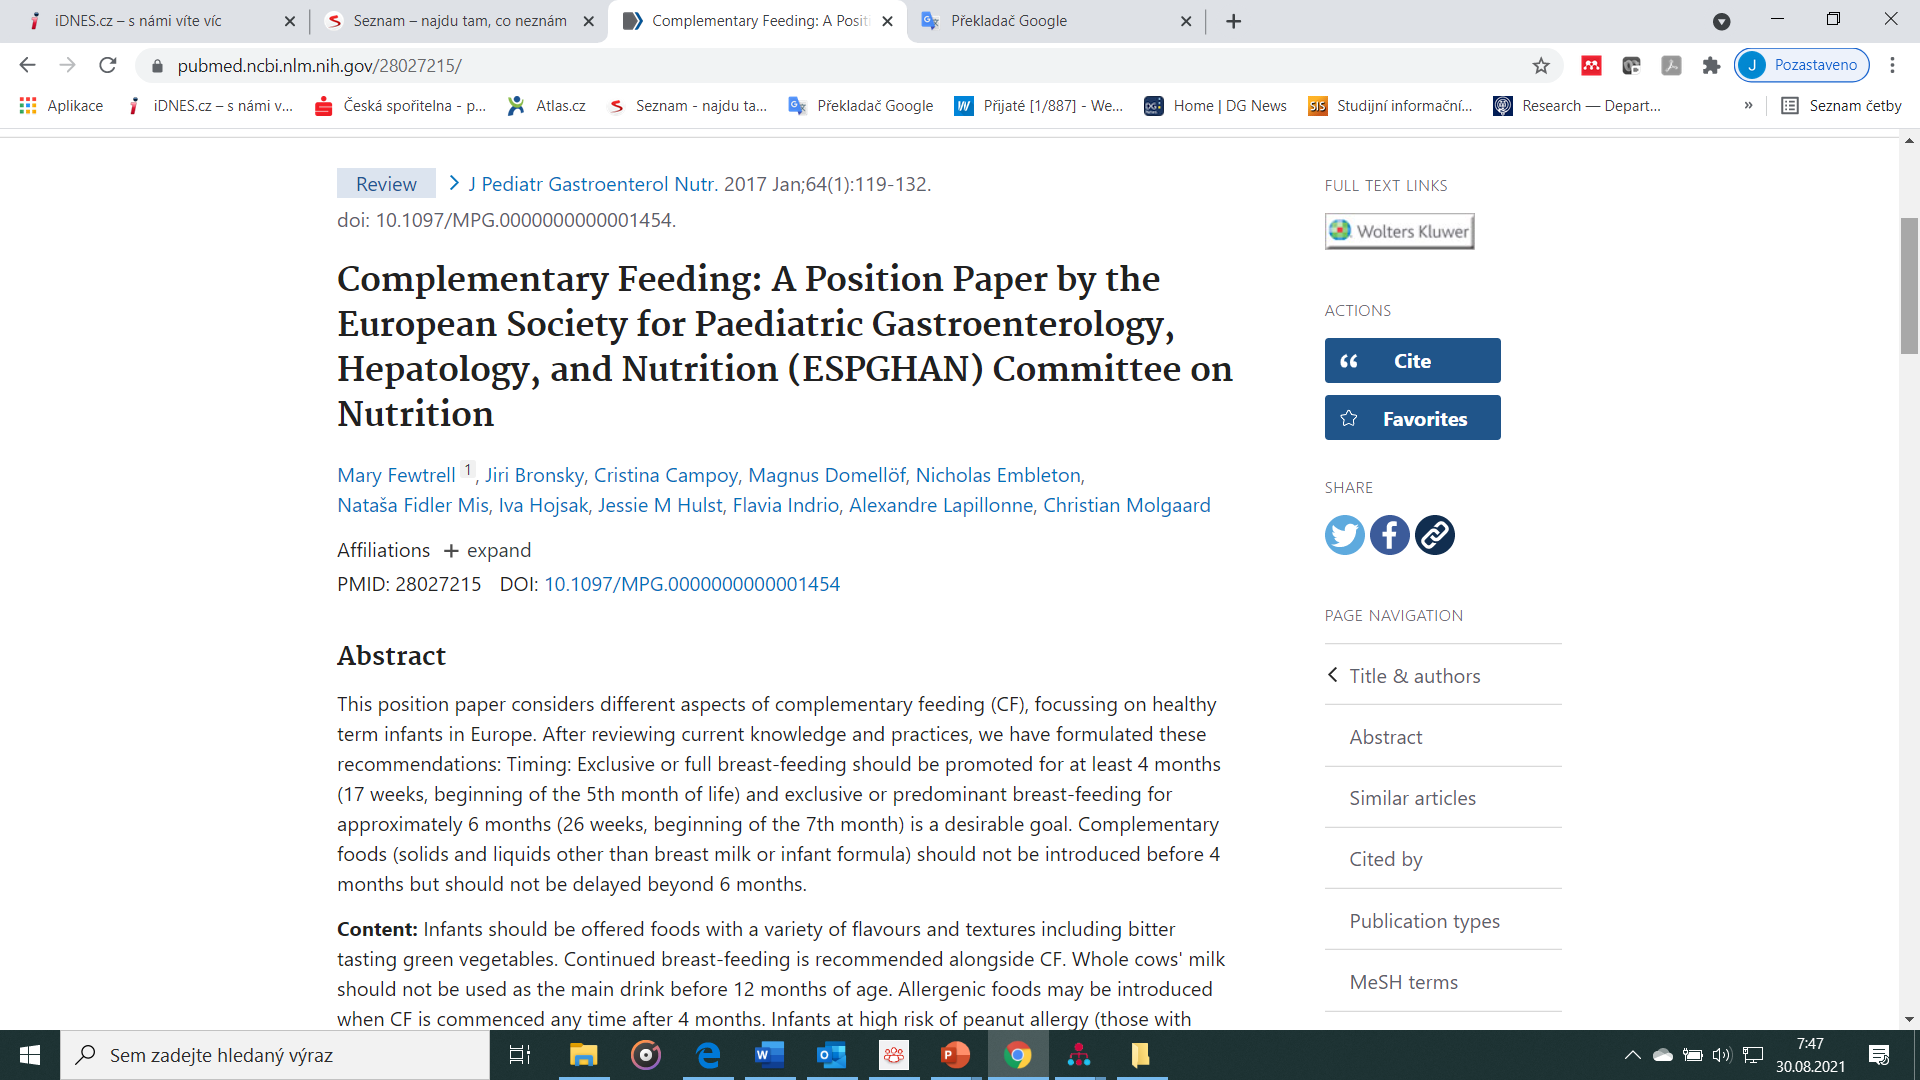 iDNES.cz – s námi víte víc
Seznam – najdu tam, co neznám
Complementary Feeding: A Positi
Překladač Google
pubmed.ncbi.nlm.nih.gov/28027215/
J
Pozastaveno
Aplikace
iDNES.cz – s námi v...
Česká spořitelna - p...
Atlas.cz
Seznam - najdu ta...
Překladač Google
Přijaté [1/887] - We...
Home | DG News
Studijní informační...
Research — Depart...
»
Seznam četby
Review
J Pediatr Gastroenterol Nutr. 2017 Jan;64(1):119-132.
doi: 10.1097/MPG.0000000000001454.
Complementary Feeding: A Position Paper by the
European Society for Paediatric Gastroenterology,
Hepatology, and Nutrition (ESPGHAN) Committee on
Nutrition
Mary Fewtrell 1, Jiri Bronsky, Cristina Campoy, Magnus Domellöf, Nicholas Embleton,
Nataša Fidler Mis, Iva Hojsak, Jessie M Hulst, Flavia Indrio, Alexandre Lapillonne, Christian Molgaard
Affiliations + expand
PMID: 28027215 DOI: 10.1097/MPG.0000000000001454
Abstract
This position paper considers different aspects of complementary feeding (CF), focussing on healthy
term infants in Europe. After reviewing current knowledge and practices, we have formulated these
recommendations: Timing: Exclusive or full breast-feeding should be promoted for at least 4 months
(17 weeks, beginning of the 5th month of life) and exclusive or predominant breast-feeding for
approximately 6 months (26 weeks, beginning of the 7th month) is a desirable goal. Complementary
foods (solids and liquids other than breast milk or infant formula) should not be introduced before 4
months but should not be delayed beyond 6 months.
Content: Infants should be offered foods with a variety of flavours and textures including bitter
tasting green vegetables. Continued breast-feeding is recommended alongside CF. Whole cows' milk
should not be used as the main drink before 12 months of age. Allergenic foods may be introduced
when CF is commenced any time after 4 months. Infants at high risk of peanut allergy (those with
FULL TEXT LINKS
Wolters Kluwer
ACTIONS
Cite
Favorites
SHARE
PAGE NAVIGATION
Title & authors
Abstract
Similar articles
Cited by
Publication types
MeSH terms
Sem zadejte hledaný výraz
7:47
30.08.2021